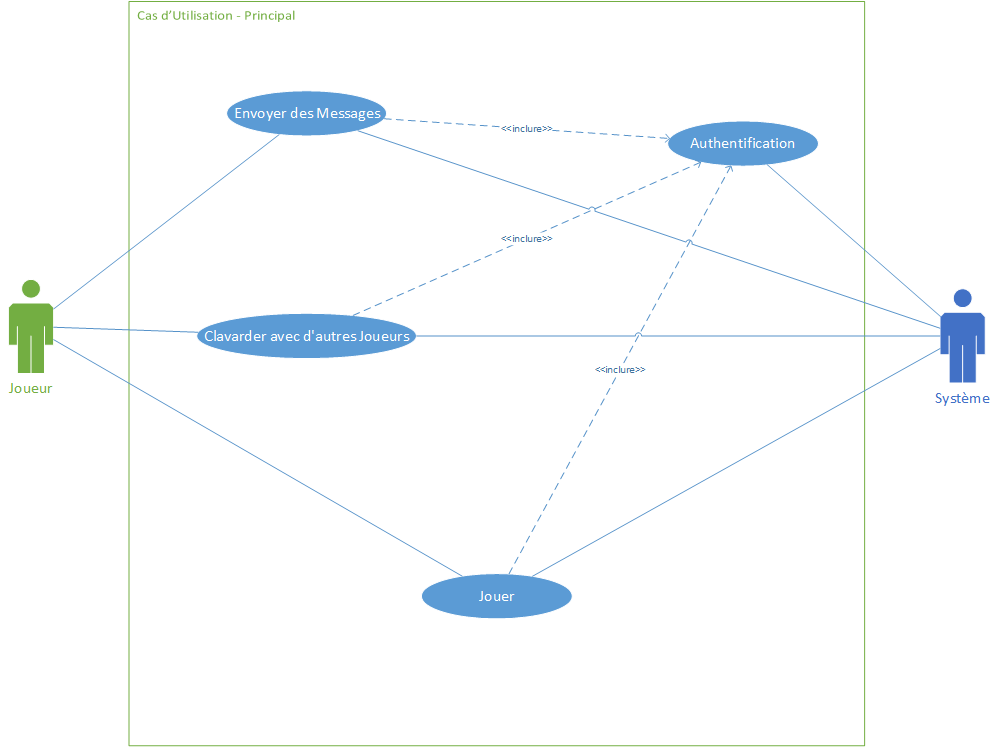 Cas d’Utilisation - Principal
Envoyer des Messages
<<inclure>>
Authentification
<<inclure>>
Clavarder avec d'autres Joueurs
<<inclure>>
Joueur
Système
Jouer